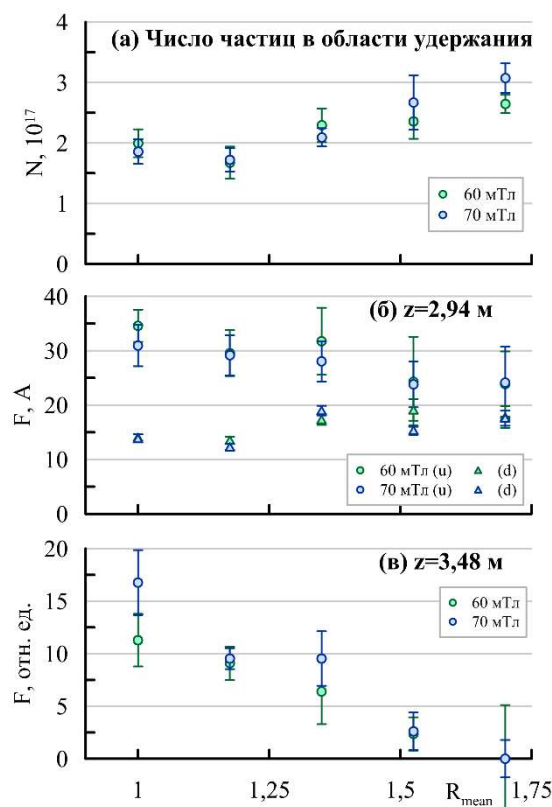 (а) Число частиц в области удержания
4
3
2
1
0
N, 10¹⁷
60 мТл
70 мТл
(б) z=2,94 м
40
30
20
10
0
F, А
60 мТл (u) (d)
70 мТл (u) (d)
(в) z=3,48 м
20
15
10
5
0
F, отн. ед.
60 мТл
70 мТл
1 1,25 1,5 R_mean 1,75